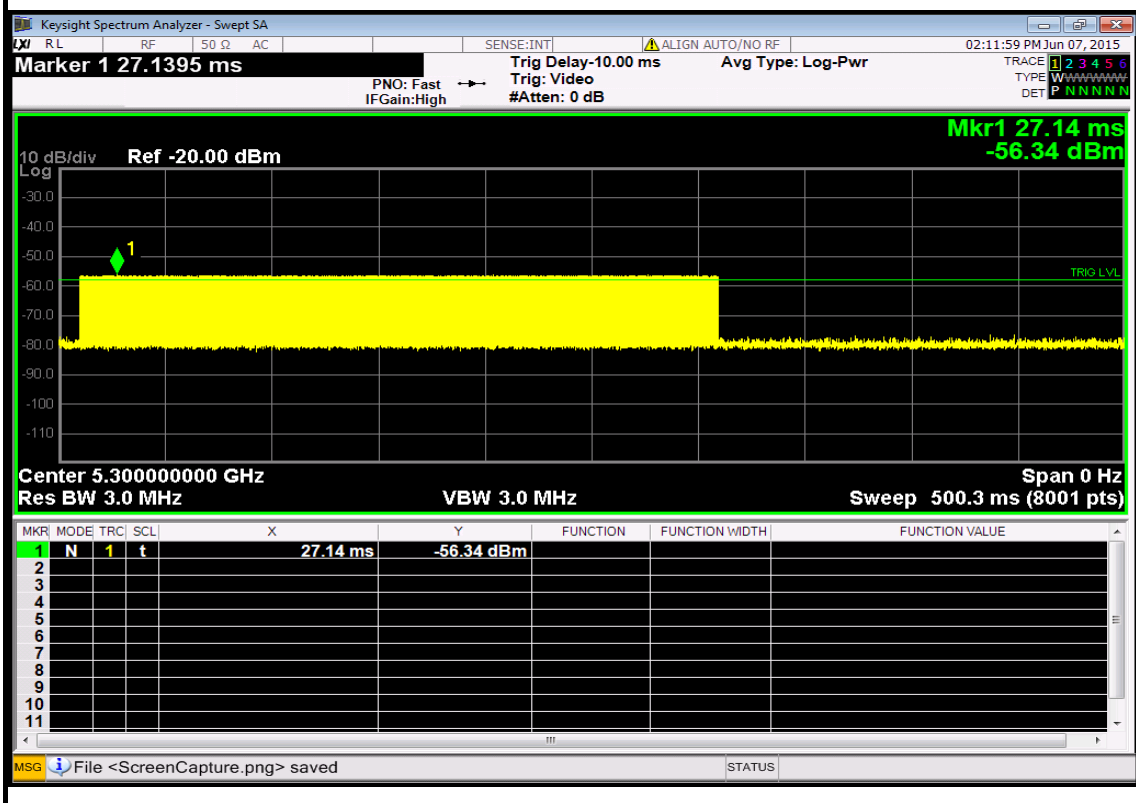 Keysight Spectrum Analyzer - Swept SA
LXI RL RF 50 Ω AC SENSE:INT ALIGN AUTO/NO RF 02:11:59 PM Jun 07, 2015
Marker 1 27.1395 ms
PNO: Fast
IFGain:High
Trig Delay-10.00 ms
Trig: Video
#Atten: 0 dB
Avg Type: Log-Pwr
TRACE 1 2 3 4 5 6
TYPE WWWWWW
DET P N N N N N
Mkr1 27.14 ms
-56.34 dBm
10 dB/div Ref -20.00 dBm
Log
-30.0
-40.0
1
-50.0
TRIG LVL
-60.0
-70.0
-80.0
-90.0
-100
-110
Center 5.300000000 GHz Span 0 Hz
Res BW 3.0 MHz VBW 3.0 MHz Sweep 500.3 ms (8001 pts)
MKR MODE TRC SCL X Y FUNCTION FUNCTION WIDTH FUNCTION VALUE
1 N 1 t 27.14 ms -56.34 dBm
2
3
4
5
6
7
8
9
10
11
MSG File <ScreenCapture.png> saved STATUS